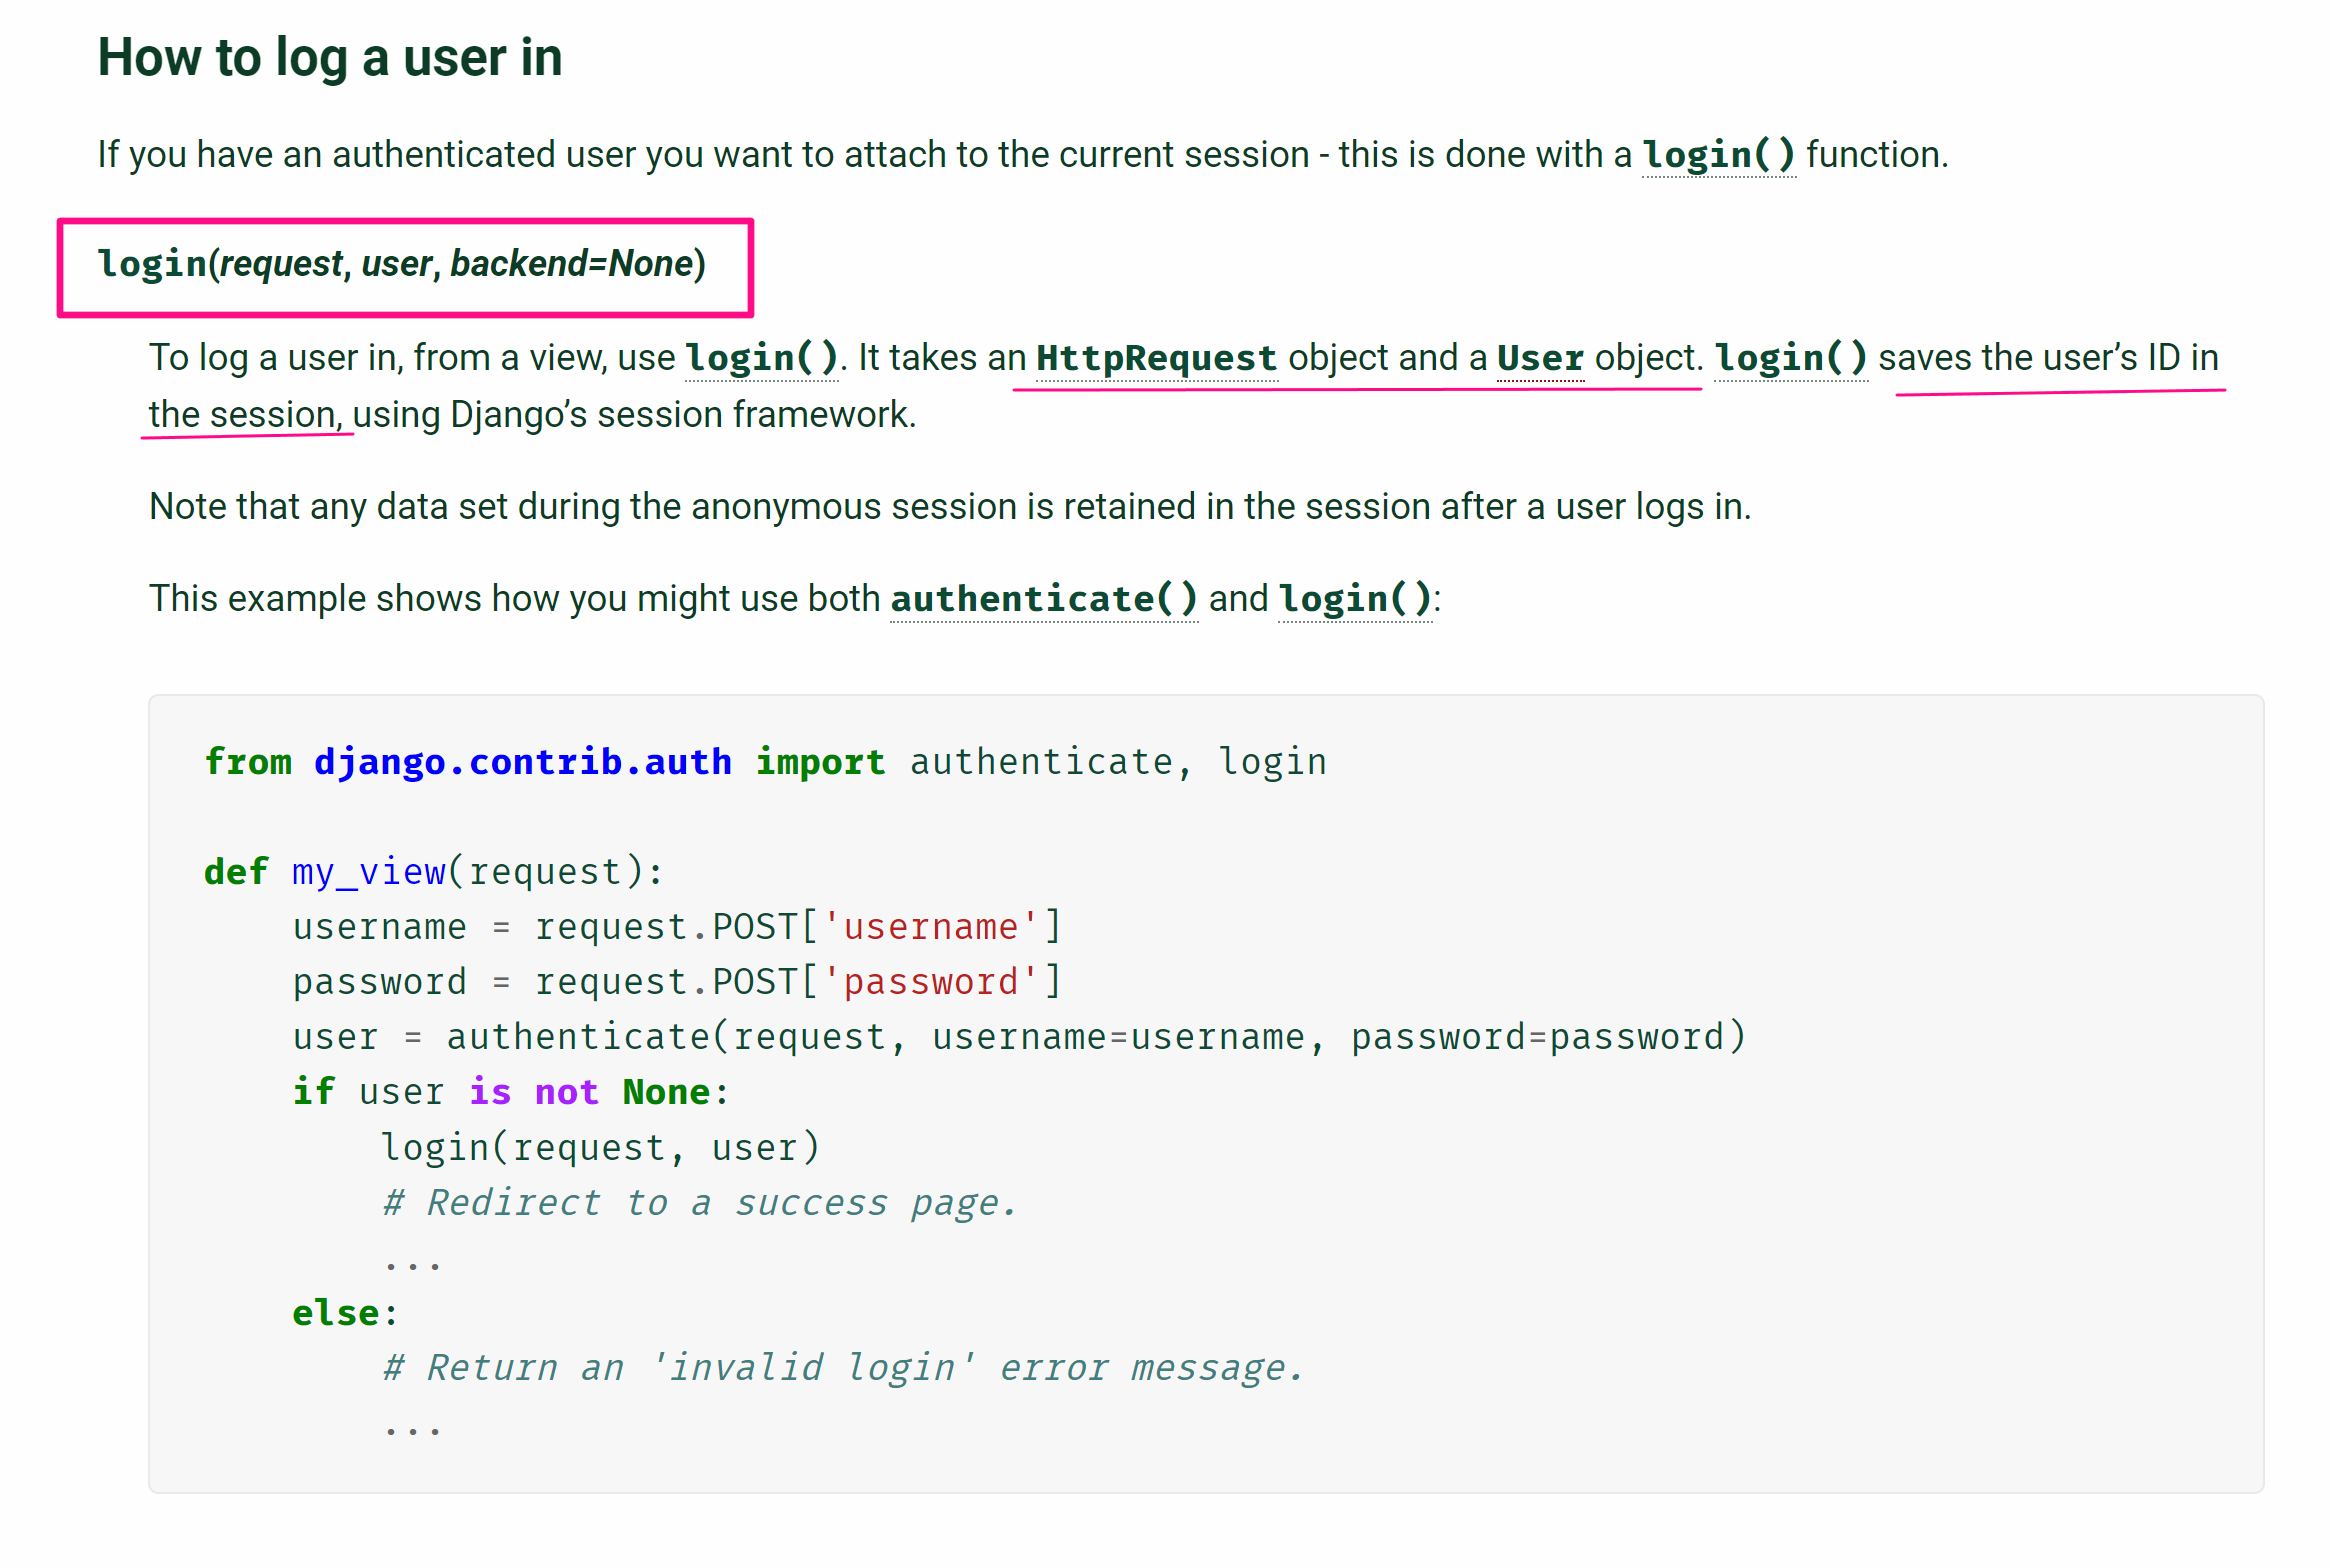 How to log a user in
If you have an authenticated user you want to attach to the current session - this is done with a login() function.
login(request, user, backend=None)
To log a user in, from a view, use login(). It takes an HttpRequest object and a User object. login() saves the user’s ID in
the session, using Django’s session framework.
Note that any data set during the anonymous session is retained in the session after a user logs in.
This example shows how you might use both authenticate() and login():
from django.contrib.auth import authenticate, login
def my_view(request):
    username = request.POST['username']
    password = request.POST['password']
    user = authenticate(request, username=username, password=password)
    if user is not None:
        login(request, user)
        # Redirect to a success page.
        ...
    else:
        # Return an 'invalid login' error message.
        ...